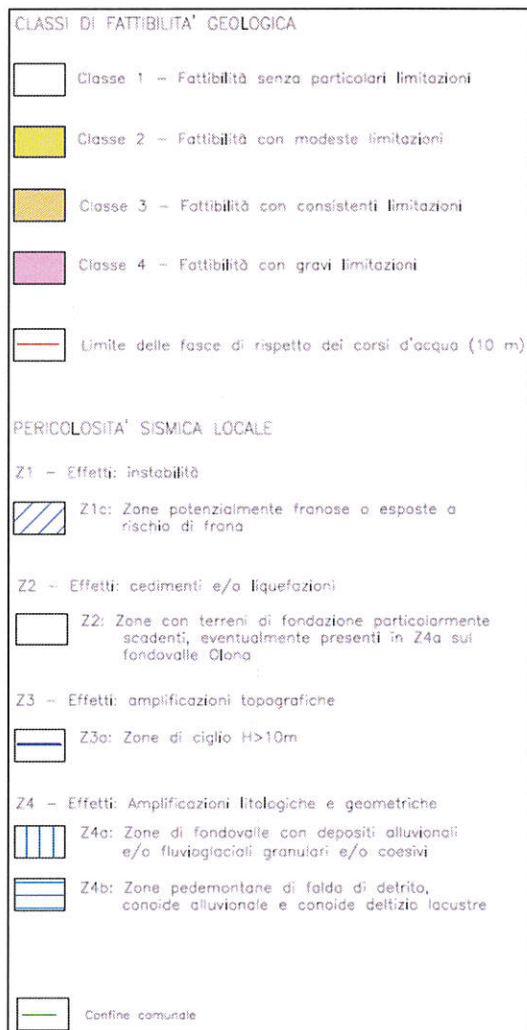 CLASSI DI FATTIBILITA' GEOLOGICA
Classe 1 - Fattibilità senza particolari limitazioni
Classe 2 - Fattibilità con modeste limitazioni
Classe 3 - Fattibilità con consistenti limitazioni
Classe 4 - Fattibilità con gravi limitazioni
Limite delle fasce di rispetto dei corsi d'acqua (10 m)
PERICOLOSITA' SISMICA LOCALE
Z1 - Effetti: instabilità
Z1c: Zone potenzialmente franose o esposte a
rischio di frana
Z2 - Effetti: cedimenti e/o liquefazioni
Z2: Zone con terreni di fondazione particolarmente
scadenti, eventualmente presenti in Z4a sul
fondovalle Olona
Z3 - Effetti: amplificazioni topografiche
Z3a: Zone di ciglio H>10m
Z4 - Effetti: Amplificazioni litologiche e geometriche
Z4a: Zone di fondovalle con depositi alluvionali
e/o fluvioglaciali granulari e/o coesivi
Z4b: Zone pedemontane di falda di detrito,
conoide alluvionale e conoide deltizio lacustre
Confine comunale